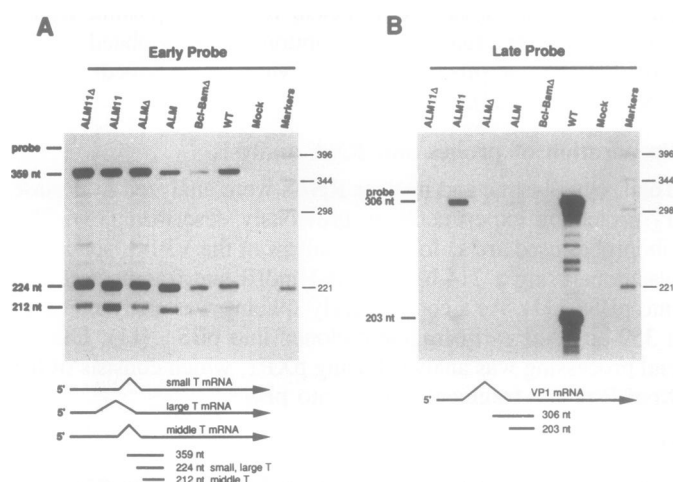 A
Early Probe
ALM11Δ
ALM11
ALMΔ
ALM
Bcl-BamΔ
WT
Mock
Markers
probe
359 nt
224 nt
212 nt
396
344
298
221
5'
small T mRNA
5'
large T mRNA
5'
middle T mRNA
359 nt
224 nt small, large T
212 nt middle T
B
Late Probe
ALM11Δ
ALM11
ALMΔ
ALM
Bcl-BamΔ
WT
Mock
Markers
probe
306 nt
203 nt
396
344
298
221
5'
VP1 mRNA
306 nt
203 nt